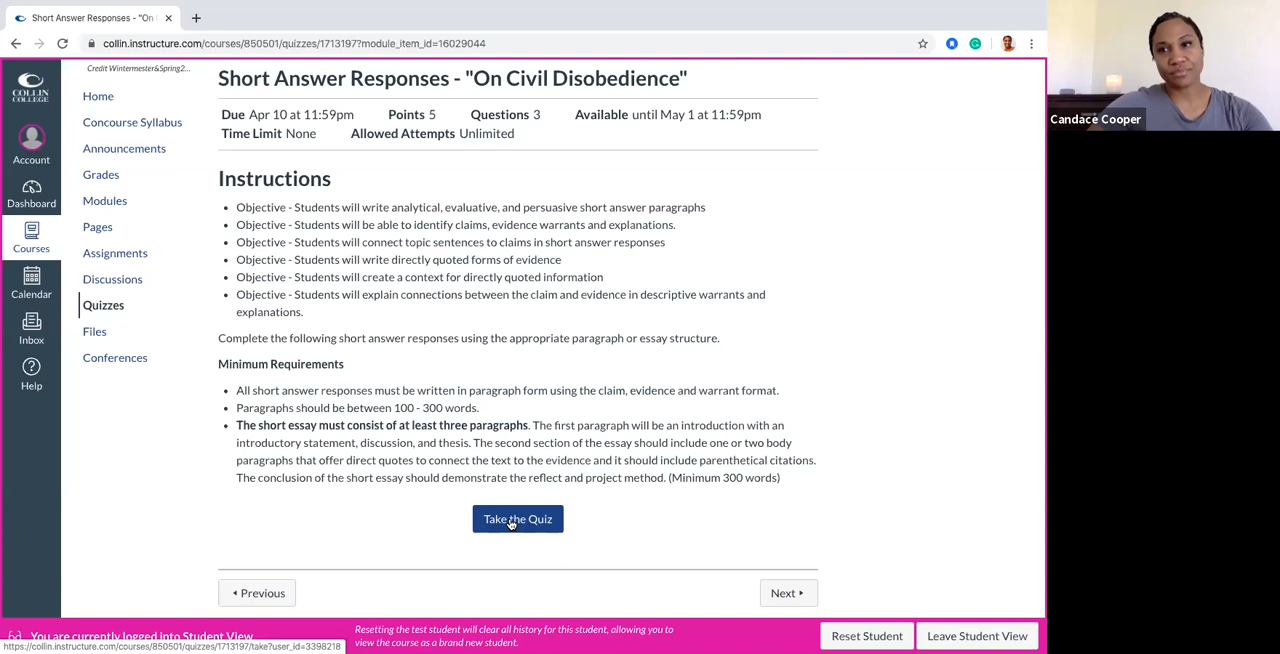 Short Answer Responses - "On
collin.instructure.com/courses/850501/quizzes/1713197?module_item_id=16029044
COLLIN
COLLEGE
Account
Dashboard
Courses
Calendar
Inbox
Help
Credit Wintermester&Spring2...
Home
Concourse Syllabus
Announcements
Grades
Modules
Pages
Assignments
Discussions
Quizzes
Files
Conferences
Short Answer Responses - "On Civil Disobedience"
Due Apr 10 at 11:59pm Points 5 Questions 3 Available until May 1 at 11:59pm
Time Limit None Allowed Attempts Unlimited
Instructions
• Objective - Students will write analytical, evaluative, and persuasive short answer paragraphs
• Objective - Students will be able to identify claims, evidence warrants and explanations.
• Objective - Students will connect topic sentences to claims in short answer responses
• Objective - Students will write directly quoted forms of evidence
• Objective - Students will create a context for directly quoted information
• Objective - Students will explain connections between the claim and evidence in descriptive warrants and
explanations.
Complete the following short answer responses using the appropriate paragraph or essay structure.
Minimum Requirements
• All short answer responses must be written in paragraph form using the claim, evidence and warrant format.
• Paragraphs should be between 100 - 300 words.
• The short essay must consist of at least three paragraphs. The first paragraph will be an introduction with an
introductory statement, discussion, and thesis. The second section of the essay should include one or two body
paragraphs that offer direct quotes to connect the text to the evidence and it should include parenthetical citations.
The conclusion of the short essay should demonstrate the reflect and project method. (Minimum 300 words)
Take the Quiz
Previous
Next
You are currently logged into Student View
Resetting the test student will clear all history for this student, allowing you to
view the course as a brand new student.
Reset Student
Leave Student View
https://collin.instructure.com/courses/850501/quizzes/1713197/take?user_id=3398218
Candace Cooper